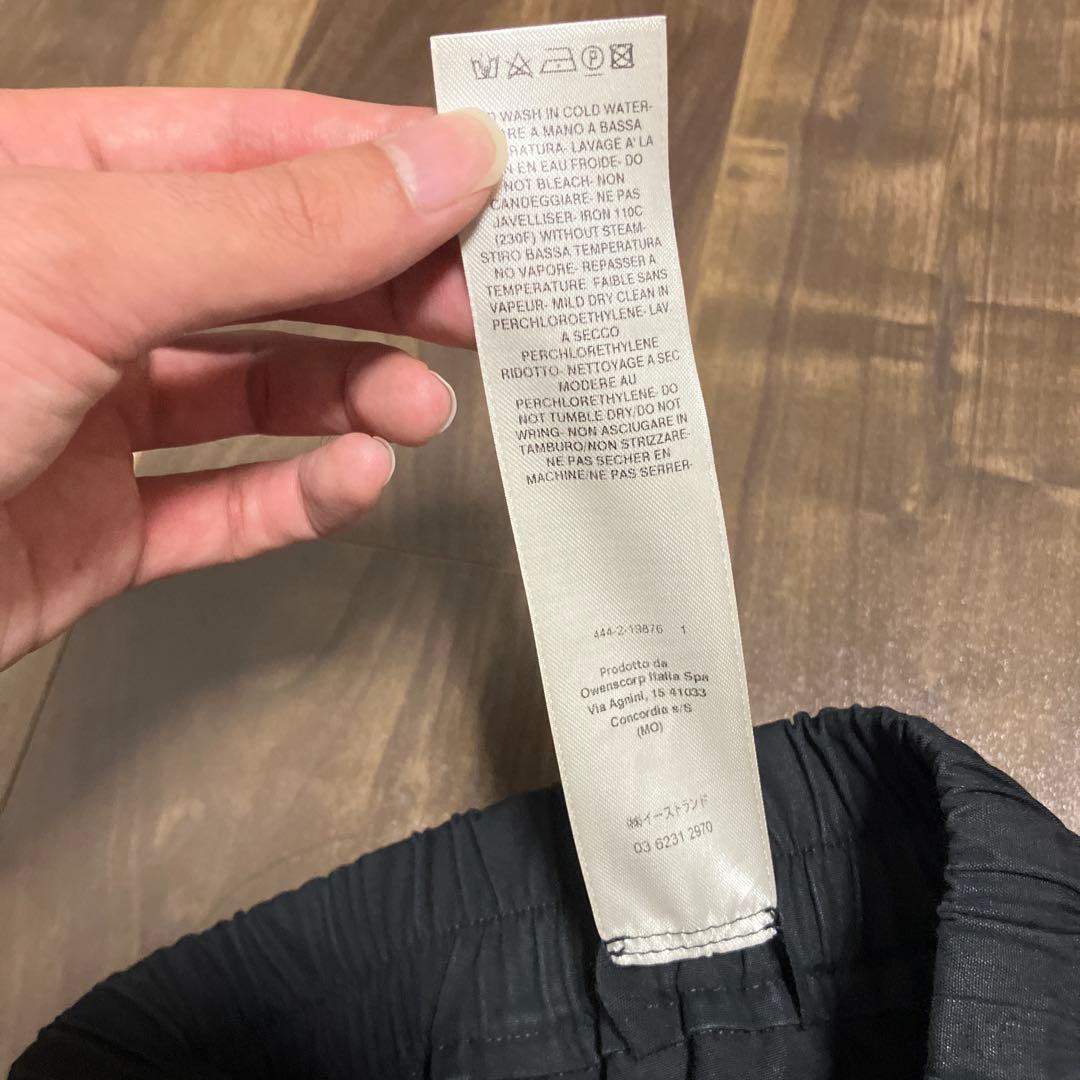 WASH IN COLD WATER-
A MANO A BASSA
LAVAGE A' LA
EN EAU FROIDE- DO
NOT BLEACH- NON
CANDEGGIARE- NE PAS
JAVELLISER- IRON 110C
(230F) WITHOUT STEAM-
STIRO BASSA TEMPERATURA
NO VAPORE- REPASSER A
TEMPERATURE FAIBLE SANS
VAPEUR- MILD DRY CLEAN IN
PERCHLOROETHYLENE- LAV.
A SECCO
PERCHLORETHYLENE
RIDOTTO- NETTOYAGE A SEC
MODERE AU
PERCHLORETHYLENE- DO
NOT TUMBLE DRY/DO NOT
WRING- NON ASCIUGARE IN
TAMBURO/NON STRIZZARE-
NE PAS SECHER EN
MACHINE/NE PAS SERRER-
444-2-19876 1
Prodotto da
Owenscorp Italia Spa
Via Agnini, 15 41033
Concordia s/S
(MO)
㈱イーストランド
03 6231 2970